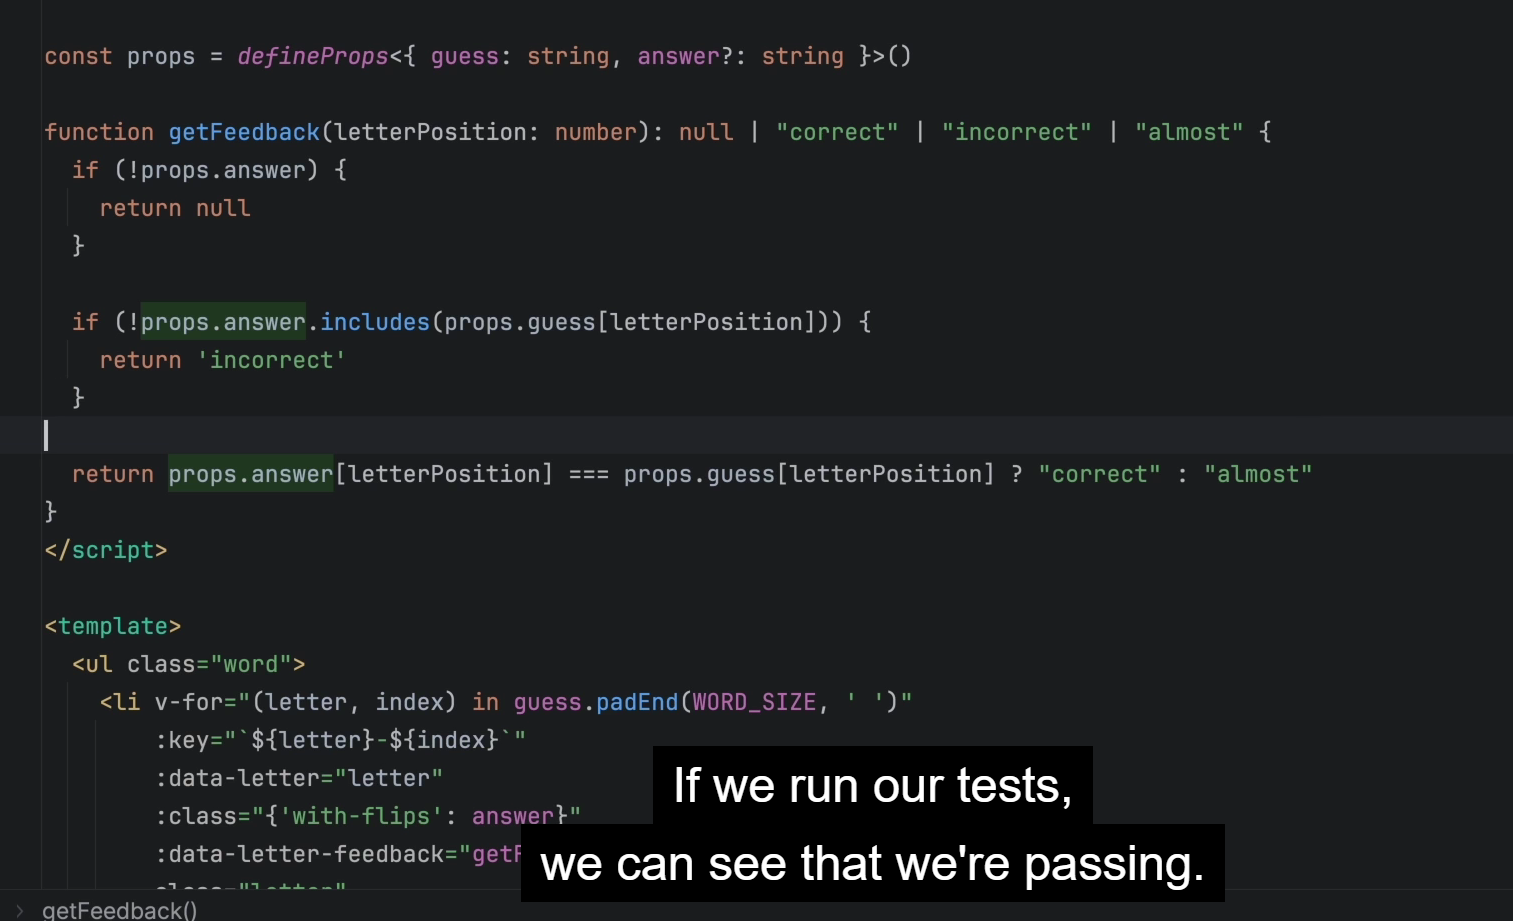 const props = defineProps<{ guess: string, answer?: string }>()
function getFeedback(letterPosition: number): null | "correct" | "incorrect" | "almost" {
if (!props.answer) {
return null
}
if (!props.answer.includes(props.guess[letterPosition])) {
return 'incorrect'
}
return props.answer[letterPosition] === props.guess[letterPosition] ? "correct" : "almost"
}
</script>
<template>
<ul class="word">
<li v-for="(letter, index) in guess.padEnd(WORD_SIZE, ' ')"
:key="`${letter}-${index}`"
:data-letter="letter"
:class="{'with-flips': answer}"
:data-letter-feedback="getF
class="letter"
If we run our tests,
we can see that we're passing.
getFeedback()